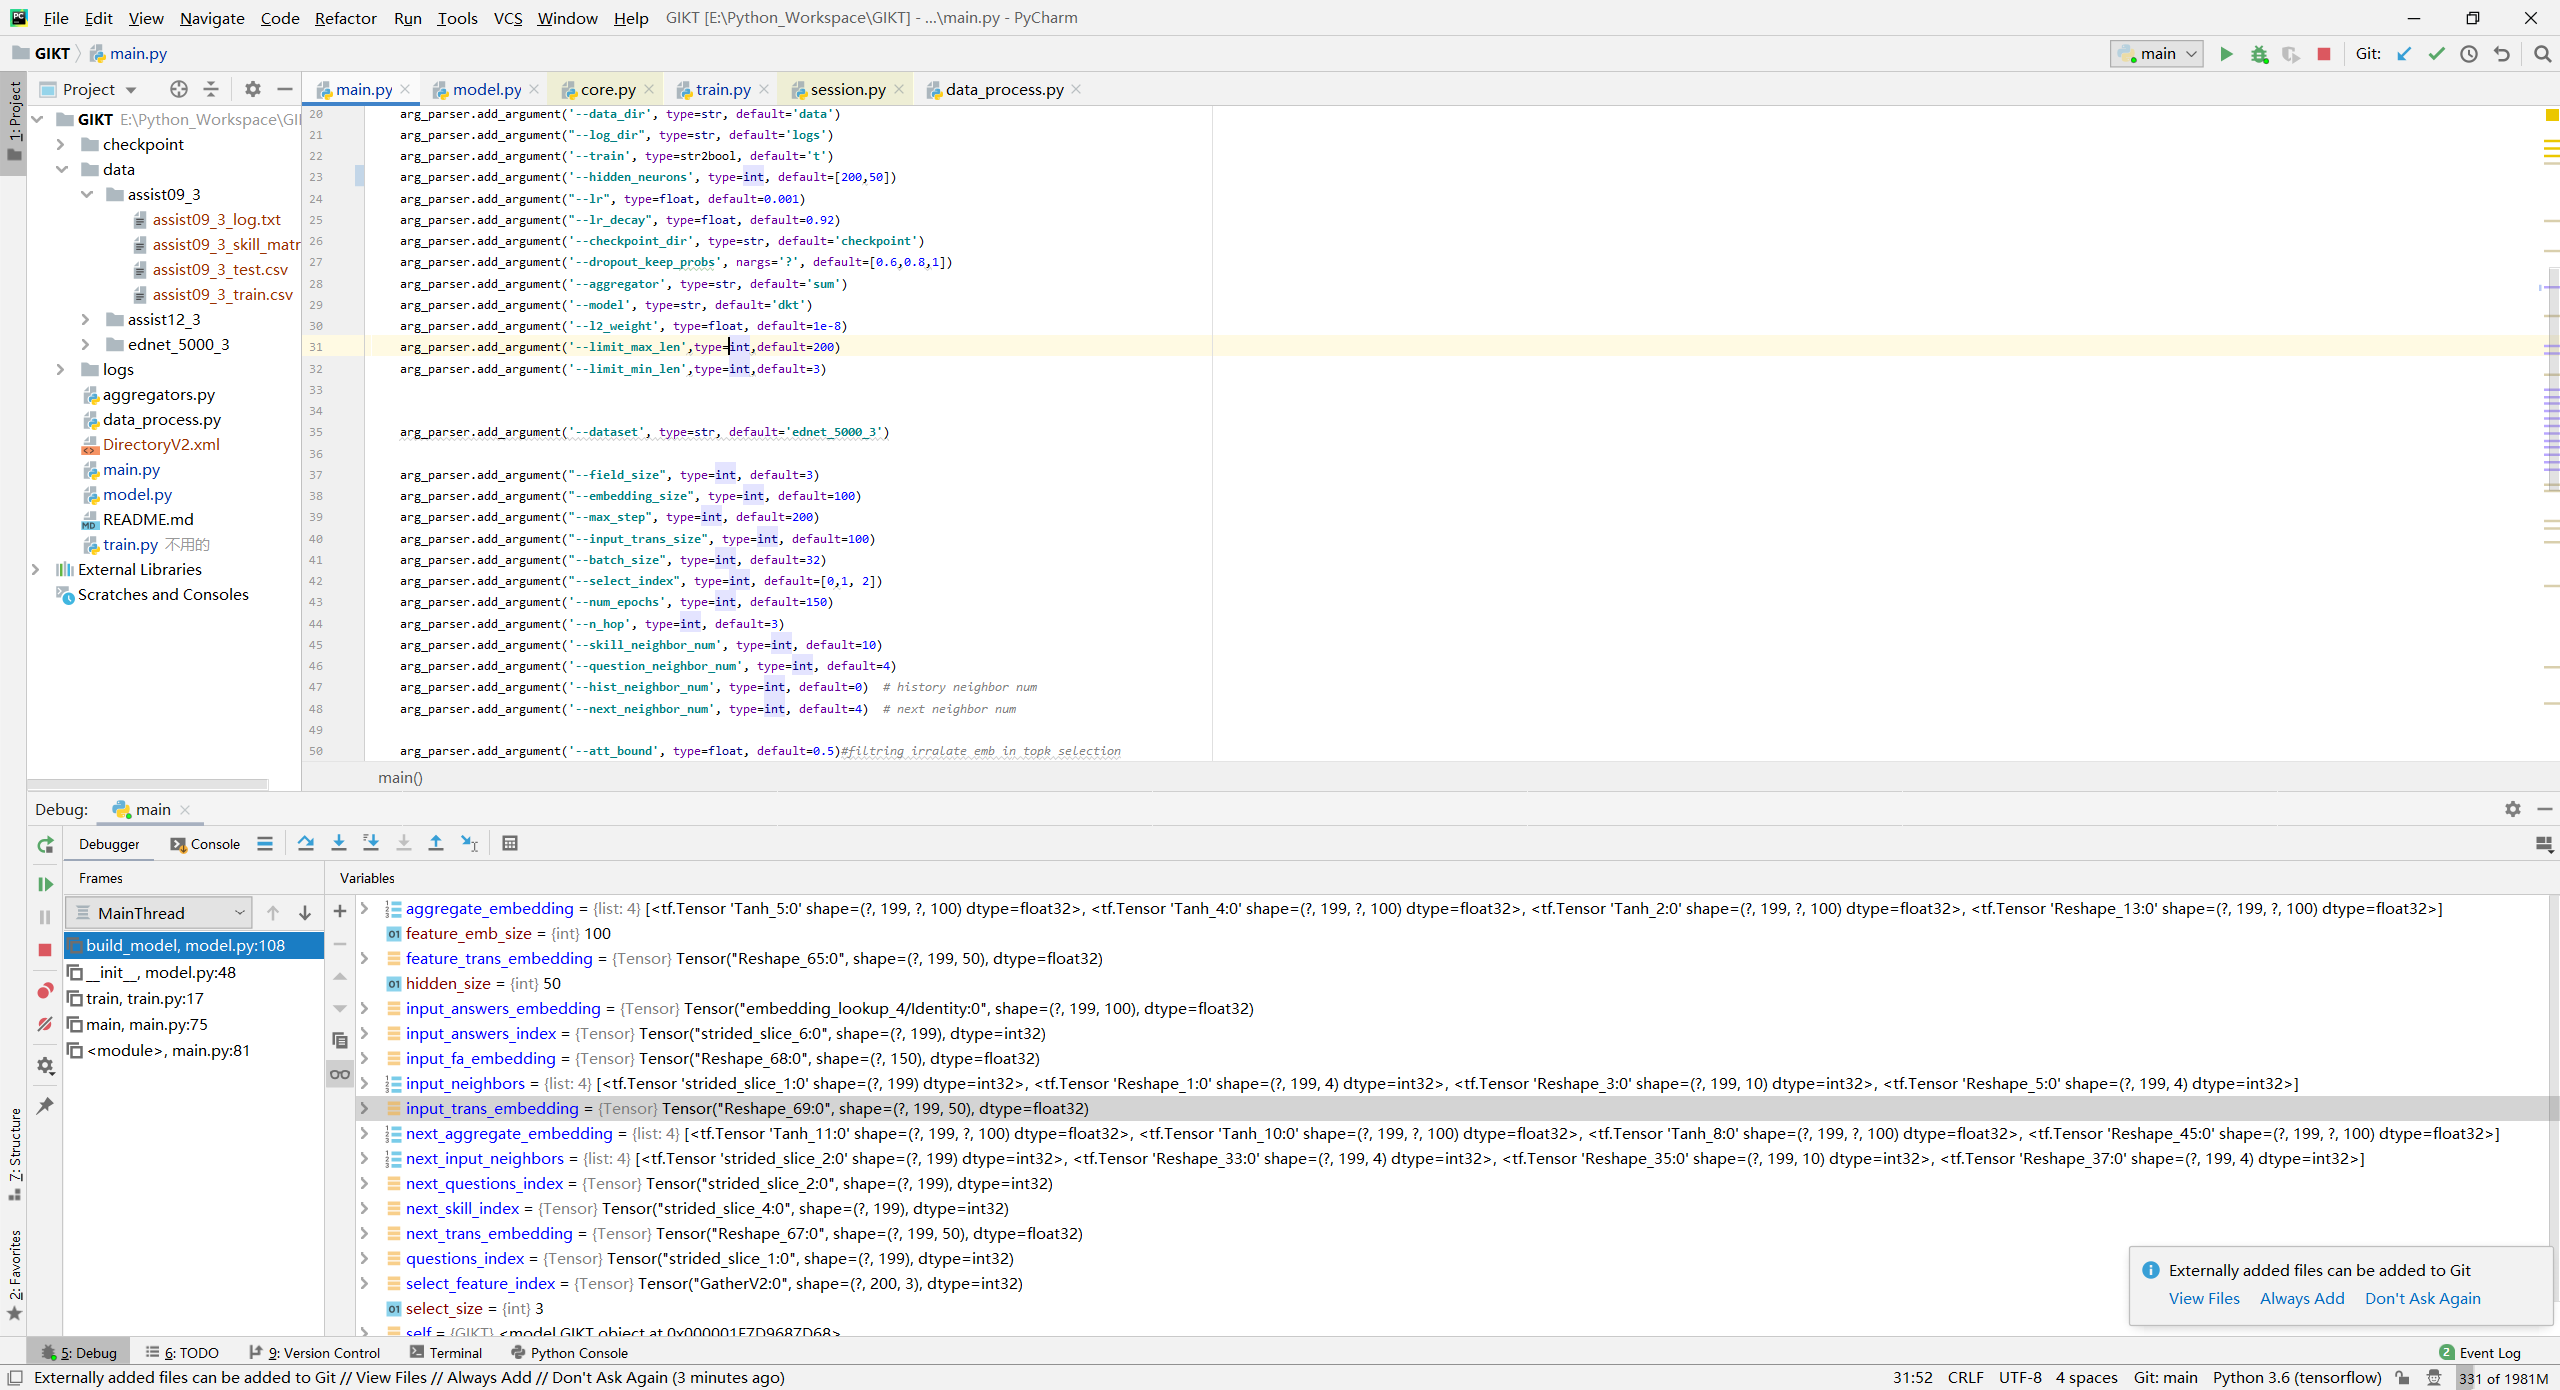 File Edit View Navigate Code Refactor Run Tools VCS Window Help GIKT [E:\Python_Workspace\GIKT] - ...\main.py - PyCharm
GIKT main.py
main
Git:
1: Project
Project
main.py
model.py
core.py
train.py
session.py
data_process.py
GIKT E:\Python_Workspace\GI
checkpoint
data
assist09_3
assist09_3_log.txt
assist09_3_skill_matr
assist09_3_test.csv
assist09_3_train.csv
assist12_3
ednet_5000_3
logs
aggregators.py
data_process.py
DirectoryV2.xml
main.py
model.py
README.md
train.py 不用的
External Libraries
Scratches and Consoles
20 arg_parser.add_argument('--data_dir', type=str, default='data')
21 arg_parser.add_argument("--log_dir", type=str, default='logs')
22 arg_parser.add_argument('--train', type=str2bool, default='t')
23 arg_parser.add_argument('--hidden_neurons', type=int, default=[200,50])
24 arg_parser.add_argument("--lr", type=float, default=0.001)
25 arg_parser.add_argument("--lr_decay", type=float, default=0.92)
26 arg_parser.add_argument('--checkpoint_dir', type=str, default='checkpoint')
27 arg_parser.add_argument('--dropout_keep_probs', nargs='?', default=[0.6,0.8,1])
28 arg_parser.add_argument('--aggregator', type=str, default='sum')
29 arg_parser.add_argument('--model', type=str, default='dkt')
30 arg_parser.add_argument('--l2_weight', type=float, default=1e-8)
31 arg_parser.add_argument('--limit_max_len',type=int,default=200)
32 arg_parser.add_argument('--limit_min_len',type=int,default=3)
33
34
35 arg_parser.add_argument('--dataset', type=str, default='ednet_5000_3')
36
37 arg_parser.add_argument("--field_size", type=int, default=3)
38 arg_parser.add_argument("--embedding_size", type=int, default=100)
39 arg_parser.add_argument("--max_step", type=int, default=200)
40 arg_parser.add_argument("--input_trans_size", type=int, default=100)
41 arg_parser.add_argument("--batch_size", type=int, default=32)
42 arg_parser.add_argument("--select_index", type=int, default=[0,1, 2])
43 arg_parser.add_argument('--num_epochs', type=int, default=150)
44 arg_parser.add_argument('--n_hop', type=int, default=3)
45 arg_parser.add_argument('--skill_neighbor_num', type=int, default=10)
46 arg_parser.add_argument('--question_neighbor_num', type=int, default=4)
47 arg_parser.add_argument('--hist_neighbor_num', type=int, default=0) # history neighbor num
48 arg_parser.add_argument('--next_neighbor_num', type=int, default=4) # next neighbor num
49
50 arg_parser.add_argument('--att_bound', type=float, default=0.5)#filtring irralate emb in topk selection
main()
Debug: main
Debugger Console
Frames
MainThread
build_model, model.py:108
__init__, model.py:48
train, train.py:17
main, main.py:75
<module>, main.py:81
Variables
aggregate_embedding = {list: 4} [<tf.Tensor 'Tanh_5:0' shape=(?, 199, ?, 100) dtype=float32>, <tf.Tensor 'Tanh_4:0' shape=(?, 199, ?, 100) dtype=float32>, <tf.Tensor 'Tanh_2:0' shape=(?, 199, ?, 100) dtype=float32>, <tf.Tensor 'Reshape_13:0' shape=(?, 199, ?, 100) dtype=float32>]
feature_emb_size = {int} 100
feature_trans_embedding = {Tensor} Tensor("Reshape_65:0", shape=(?, 199, 50), dtype=float32)
hidden_size = {int} 50
input_answers_embedding = {Tensor} Tensor("embedding_lookup_4/Identity:0", shape=(?, 199, 100), dtype=float32)
input_answers_index = {Tensor} Tensor("strided_slice_6:0", shape=(?, 199), dtype=int32)
input_fa_embedding = {Tensor} Tensor("Reshape_68:0", shape=(?, 150), dtype=float32)
input_neighbors = {list: 4} [<tf.Tensor 'strided_slice_1:0' shape=(?, 199) dtype=int32>, <tf.Tensor 'Reshape_1:0' shape=(?, 199, 4) dtype=int32>, <tf.Tensor 'Reshape_3:0' shape=(?, 199, 10) dtype=int32>, <tf.Tensor 'Reshape_5:0' shape=(?, 199, 4) dtype=int32>]
input_trans_embedding = {Tensor} Tensor("Reshape_69:0", shape=(?, 199, 50), dtype=float32)
next_aggregate_embedding = {list: 4} [<tf.Tensor 'Tanh_11:0' shape=(?, 199, ?, 100) dtype=float32>, <tf.Tensor 'Tanh_10:0' shape=(?, 199, ?, 100) dtype=float32>, <tf.Tensor 'Tanh_8:0' shape=(?, 199, ?, 100) dtype=float32>, <tf.Tensor 'Reshape_45:0' shape=(?, 199, ?, 100) dtype=float32>]
next_input_neighbors = {list: 4} [<tf.Tensor 'strided_slice_2:0' shape=(?, 199) dtype=int32>, <tf.Tensor 'Reshape_33:0' shape=(?, 199, 4) dtype=int32>, <tf.Tensor 'Reshape_35:0' shape=(?, 199, 10) dtype=int32>, <tf.Tensor 'Reshape_37:0' shape=(?, 199, 4) dtype=int32>]
next_questions_index = {Tensor} Tensor("strided_slice_2:0", shape=(?, 199), dtype=int32)
next_skill_index = {Tensor} Tensor("strided_slice_4:0", shape=(?, 199), dtype=int32)
next_trans_embedding = {Tensor} Tensor("Reshape_67:0", shape=(?, 199, 50), dtype=float32)
questions_index = {Tensor} Tensor("strided_slice_1:0", shape=(?, 199), dtype=int32)
select_feature_index = {Tensor} Tensor("GatherV2:0", shape=(?, 200, 3), dtype=int32)
select_size = {int} 3
self = {GIKT} <model.GIKT object at 0x000001F7D9687D68>
7: Structure
2: Favorites
Externally added files can be added to Git
View Files Always Add Don't Ask Again
5: Debug 6: TODO 9: Version Control Terminal Python Console 2 Event Log
Externally added files can be added to Git // View Files // Always Add // Don't Ask Again (3 minutes ago) 31:52 CRLF UTF-8 4 spaces Git: main Python 3.6 (tensorflow) 331 of 1981M